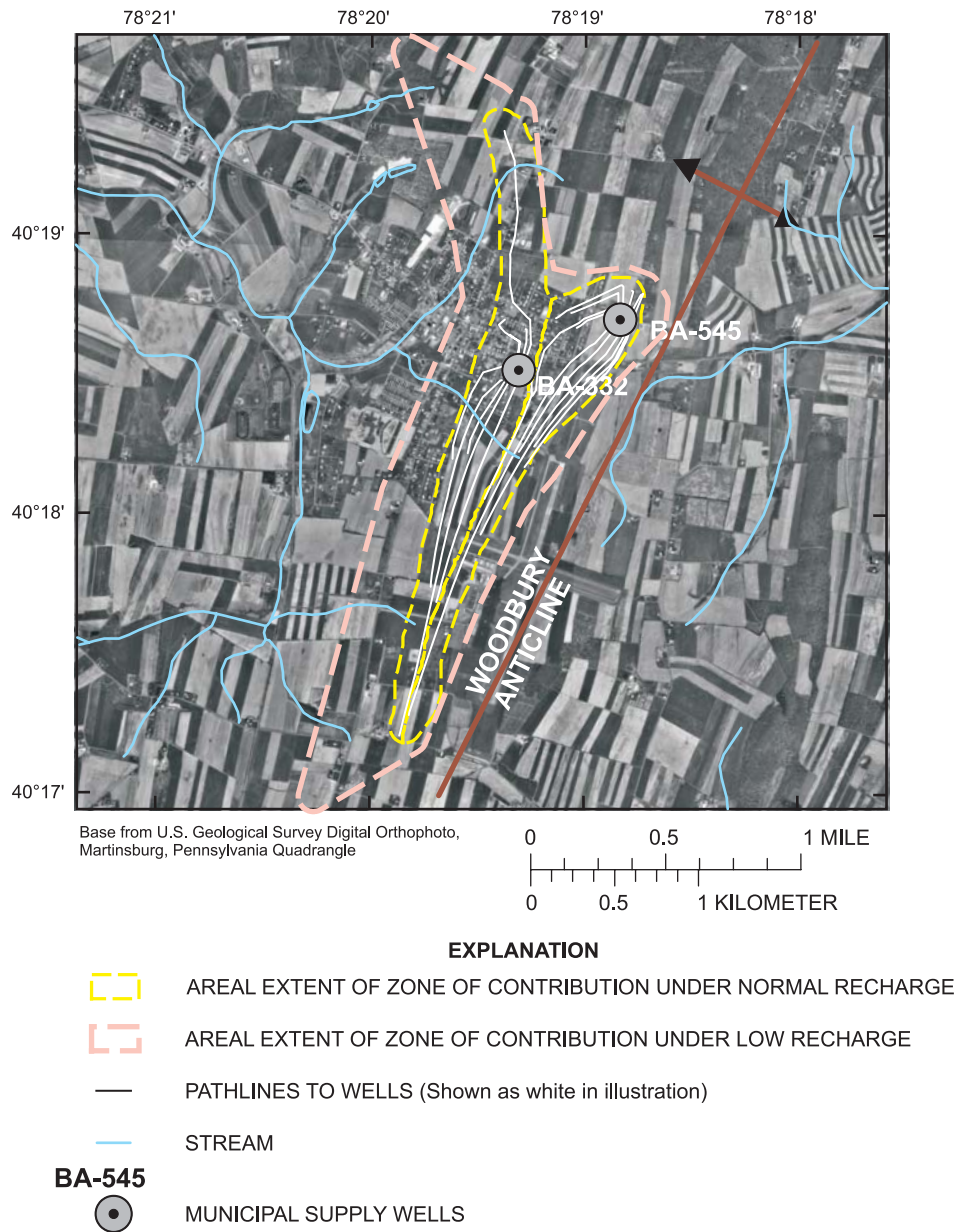 78°21' 78°20' 78°19' 78°18'
40°19'
BA-545
BA-332
40°18'
WOODBURY
ANTICLINE
40°17'
Base from U.S. Geological Survey Digital Orthophoto,
Martinsburg, Pennsylvania Quadrangle
0 0.5 1 MILE
0 0.5 1 KILOMETER
EXPLANATION
AREAL EXTENT OF ZONE OF CONTRIBUTION UNDER NORMAL RECHARGE
AREAL EXTENT OF ZONE OF CONTRIBUTION UNDER LOW RECHARGE
PATHLINES TO WELLS (Shown as white in illustration)
STREAM
BA-545
MUNICIPAL SUPPLY WELLS